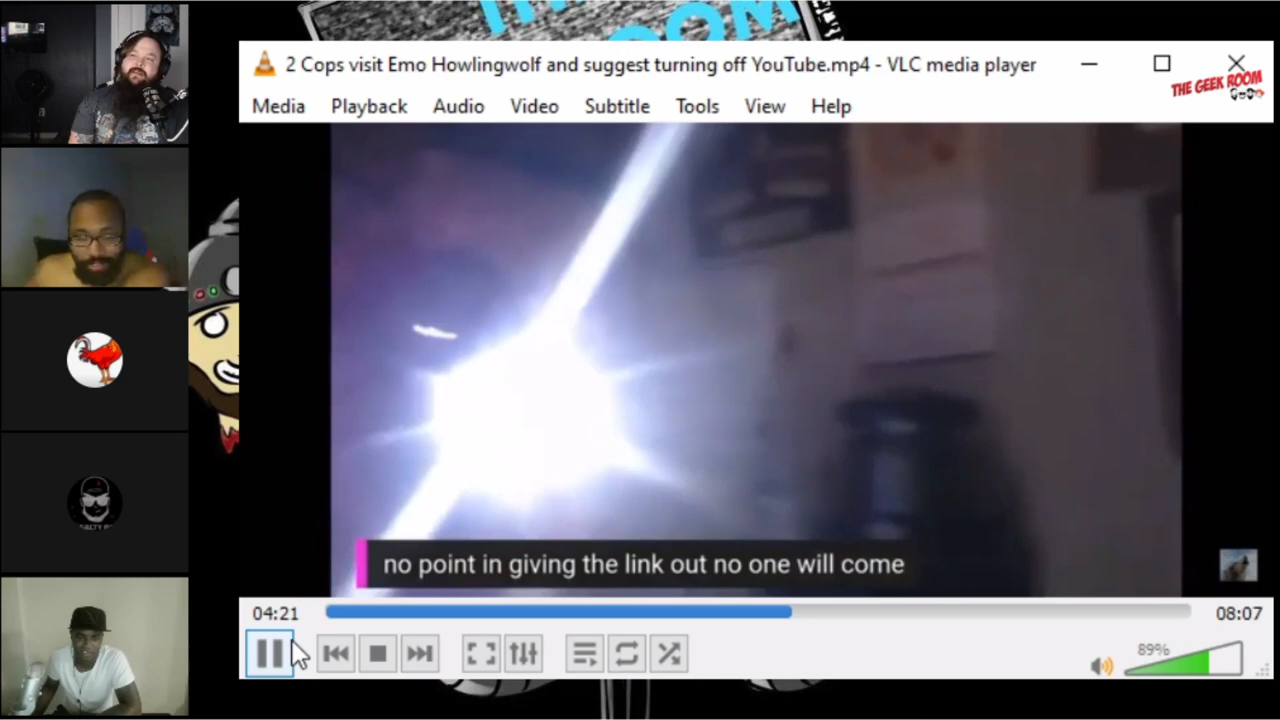 2 Cops visit Emo Howlingwolf and suggest turning off YouTube.mp4 - VLC media player
THE GEEK ROOM
Media Playback Audio Video Subtitle Tools View Help
no point in giving the link out no one will come
04:21
08:07
89%